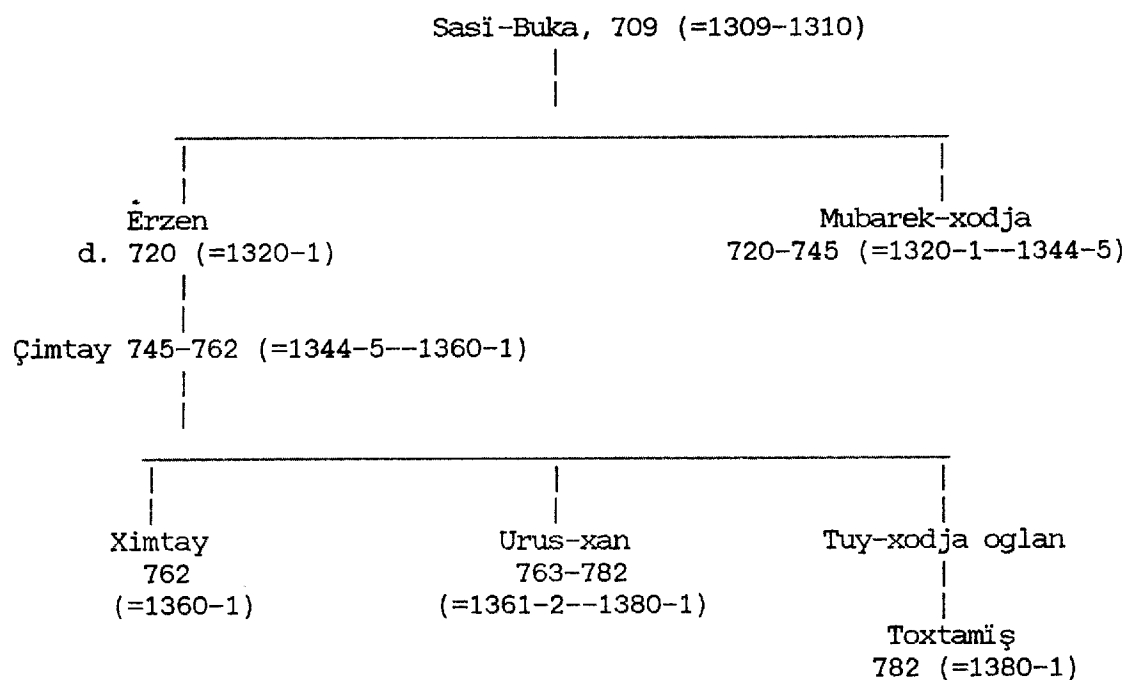 Sasï-Buka, 709 (=1309-1310)
Érzen
d. 720 (=1320-1)
Mubarek-xodja
720-745 (=1320-1--1344-5)
Çimtay 745-762 (=1344-5--1360-1)
Ximtay
762
(=1360-1)
Urus-xan
763-782
(=1361-2--1380-1)
Tuy-xodja oglan
Toxtamïş
782 (=1380-1)